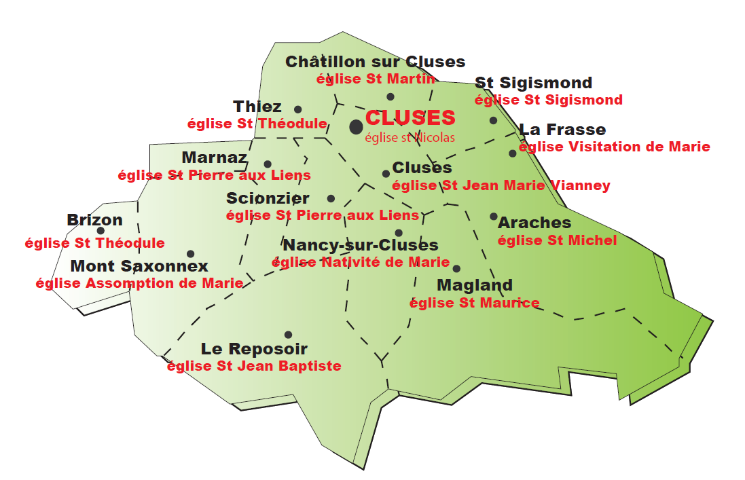 Châtillon sur Cluses
église St Martin
St Sigismond
église St Sigismond
Thiez
église St Théodule
CLUSES
église st Nicolas
La Frasse
église Visitation de Marie
Marnaz
église St Pierre aux Liens
Cluses
église St Jean Marie Vianney
Scionzier
église St Pierre aux Liens
Brizon
église St Théodule
Araches
église St Michel
Nancy-sur-Cluses
église Nativité de Marie
Mont Saxonnex
église Assomption de Marie
Magland
église St Maurice
Le Reposoir
église St Jean Baptiste